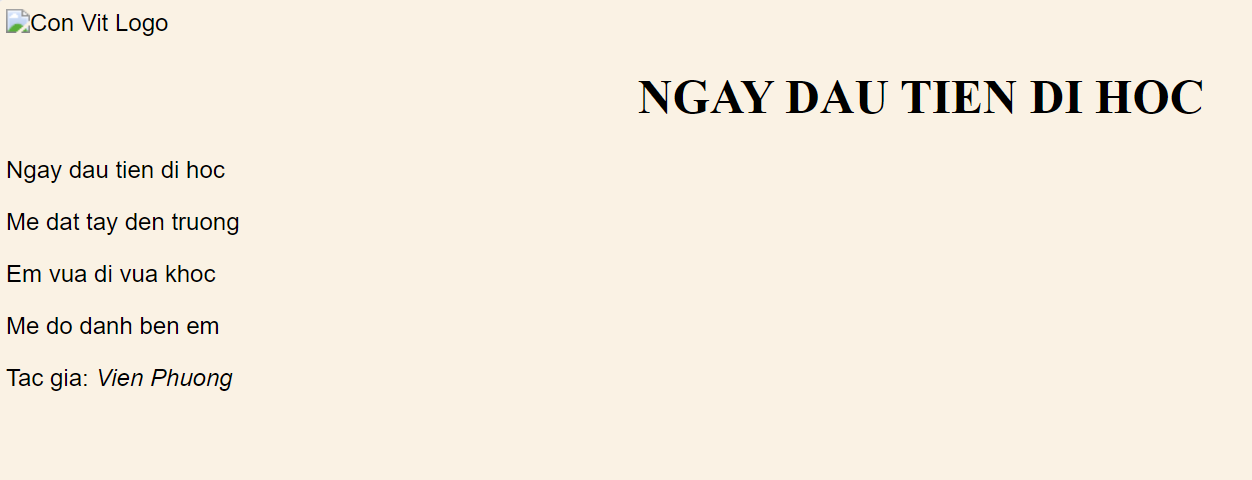 Con Vit Logo
NGAY DAU TIEN DI HOC
Ngay dau tien di hoc
Me dat tay den truong
Em vua di vua khoc
Me do danh ben em
Tac gia: Vien Phuong